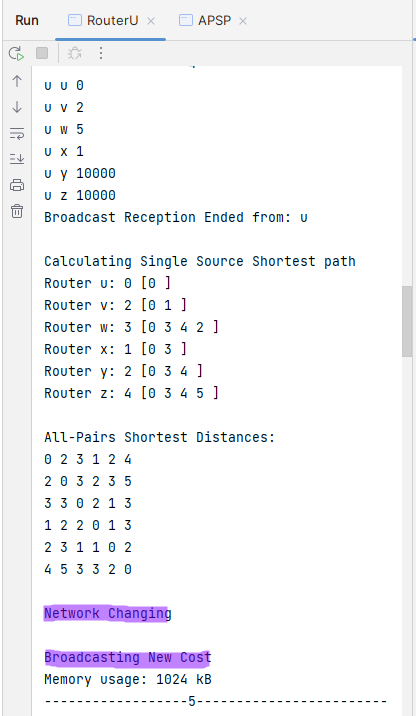 Run RouterU APSP
u u 0
u v 2
u w 5
u x 1
u y 10000
u z 10000
Broadcast Reception Ended from: u
Calculating Single Source Shortest path
Router u: 0 [0 ]
Router v: 2 [0 1 ]
Router w: 3 [0 3 4 2 ]
Router x: 1 [0 3 ]
Router y: 2 [0 3 4 ]
Router z: 4 [0 3 4 5 ]
All-Pairs Shortest Distances:
0 2 3 1 2 4
2 0 3 2 3 5
3 3 0 2 1 3
1 2 2 0 1 3
2 3 1 1 0 2
4 5 3 3 2 0
Network Changing
Broadcasting New Cost
Memory usage: 1024 kB
------------------5------------------------